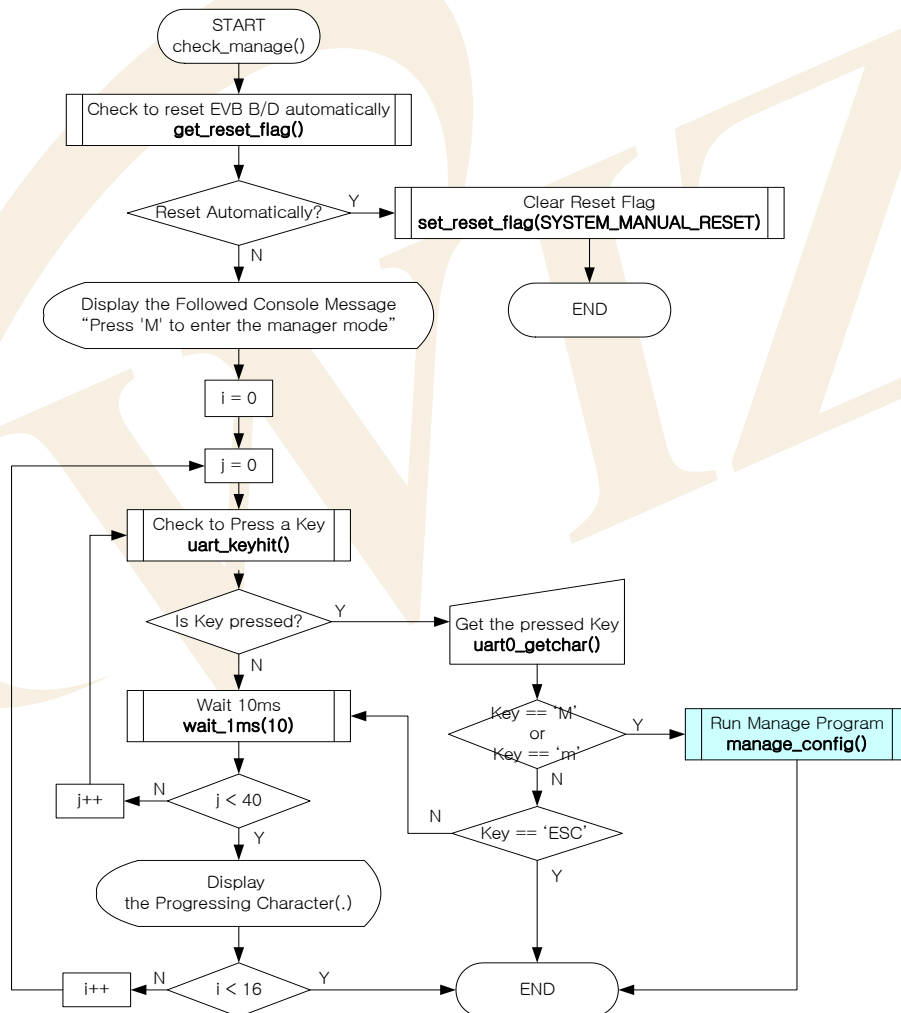 START
check_manage()
Check to reset EVB B/D automatically
get_reset_flag()
Reset Automatically?
Y
N
Clear Reset Flag
set_reset_flag(SYSTEM_MANUAL_RESET)
END
Display the Followed Console Message
“Press 'M' to enter the manager mode”
i = 0
j = 0
Check to Press a Key
uart_keyhit()
Is Key pressed?
Y
N
Get the pressed Key
uart0_getchar()
Wait 10ms
wait_1ms(10)
Key == ‘M’
or
Key == ‘m’
Y
N
Run Manage Program
manage_config()
j++
N
j < 40
Y
N
Key == ‘ESC’
Y
Display
the Progressing Character(.)
i++
N
i < 16
Y
END
WIZ